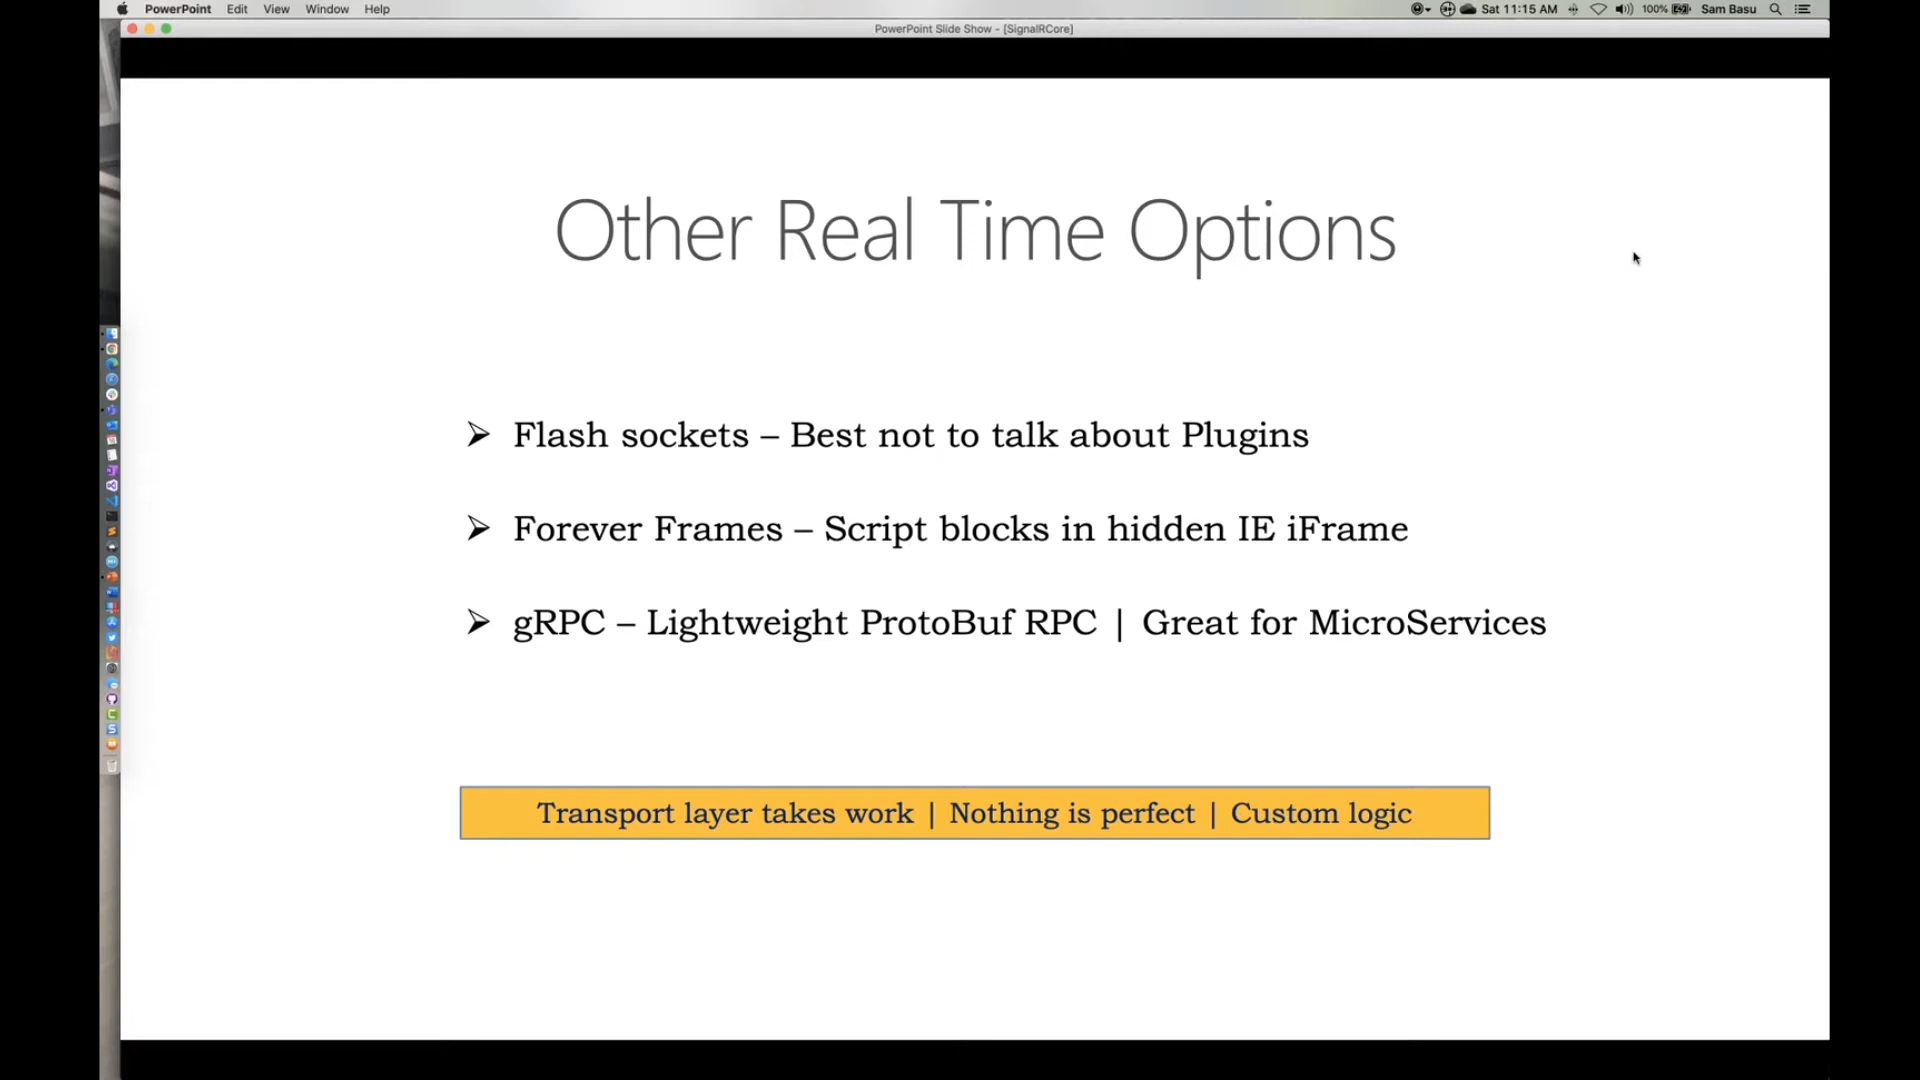 PowerPoint Edit View Window Help
Sat 11:15 AM 100% Sam Basu
PowerPoint Slide Show - [SignalRCore]
Other Real Time Options
➢ Flash sockets – Best not to talk about Plugins
➢ Forever Frames – Script blocks in hidden IE iFrame
➢ gRPC – Lightweight ProtoBuf RPC | Great for MicroServices
Transport layer takes work | Nothing is perfect | Custom logic